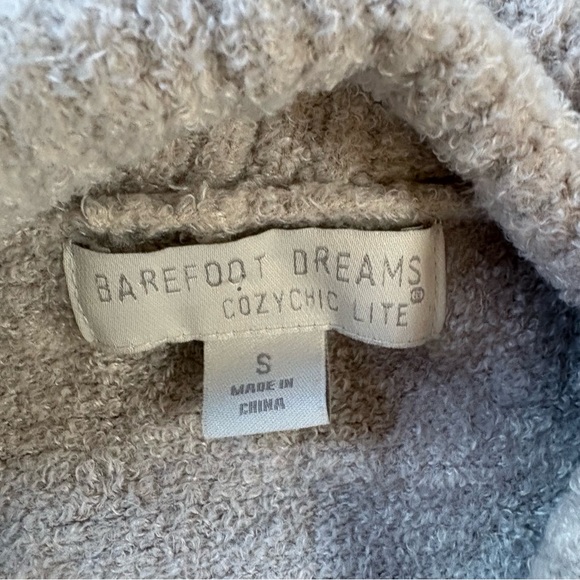 BAREFOOT DREAMS
COZYCHIC LITE®
S
MADE IN
CHINA